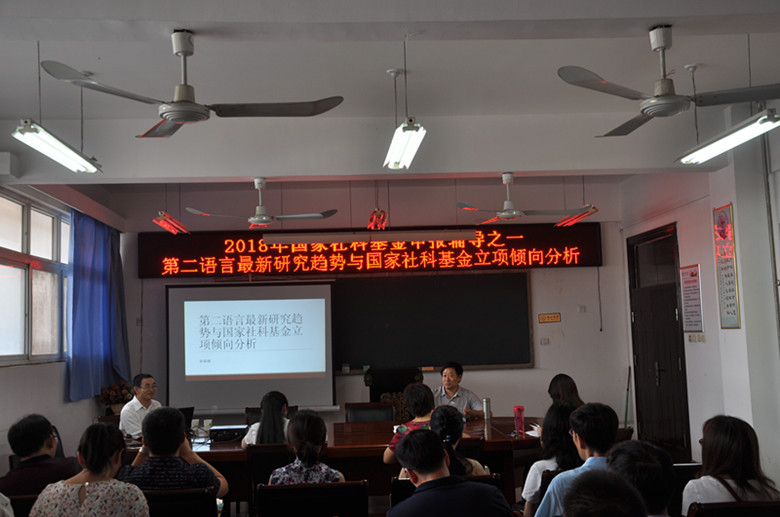 2018年国家社科基金申报辅导之一
第二语言最新研究趋势与国家社科基金立项倾向分析
第二语言最新研究趋
势与国家社科基金立
项倾向分析